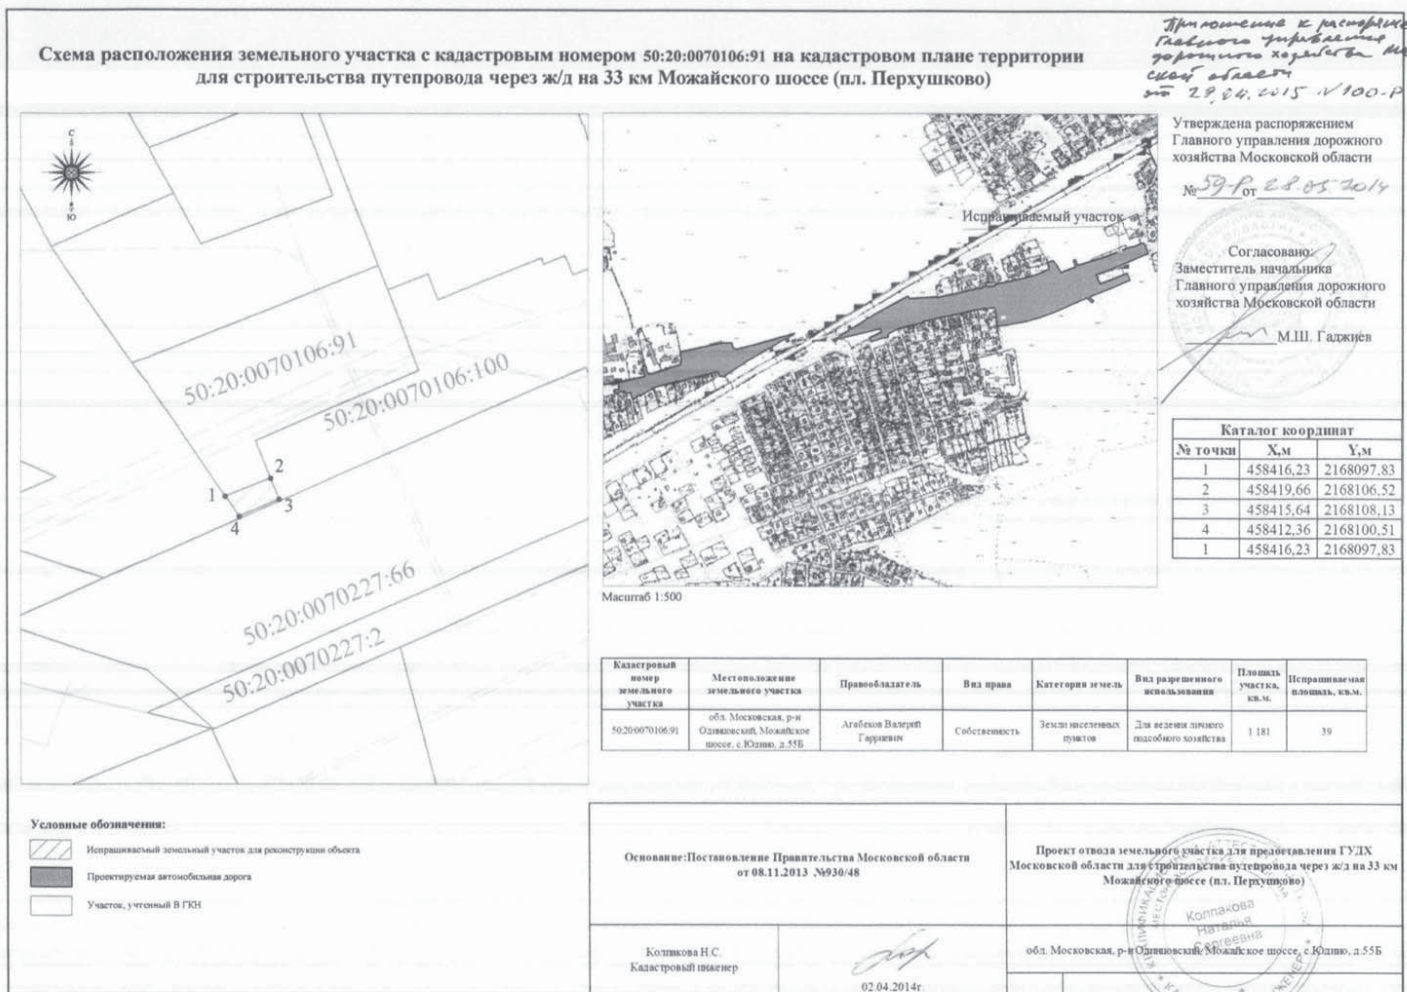 Приложение к распоряже
Главного управления
дорожного хозяйства Мо
ской области
от 29.04.2015 № 100-Р
Схема расположения земельного участка с кадастровым номером 50:20:0070106:91 на кадастровом плане территории
для строительства путепровода через ж/д на 33 км Можайского шоссе (пл. Перхушково)
Утверждена распоряжением
Главного управления дорожного
хозяйства Московской области
№ 59-Р от 28.05.2014
Согласовано:
Заместитель начальника
Главного управления дорожного
хозяйства Московской области
М.Ш. Гаджиев
С
Ю
50:20:0070106:91
50:20:0070106:100
1
2
3
4
50:20:0070227:66
50:20:0070227:2
Испрашиваемый участок
Масштаб 1:500
Каталог координат
№ точки X,м Y,м
1 458416,23 2168097,83
2 458419,66 2168106,52
3 458415,64 2168108,13
4 458412,36 2168100,51
1 458416,23 2168097,83
Кадастровый номер земельного участка
Местоположение земельного участка
Правообладатель
Вид права
Категория земель
Вид разрешенного использования
Площадь участка, кв.м.
Испрашиваемая площадь, кв.м.
50:20:0070106:91
обл. Московская, р-н Одинцовский, Можайское шоссе, с.Юдино, д.55Б
Агабеков Валерий Гарриевич
Собственность
Земли населенных пунктов
Для ведения личного подсобного хозяйства
1 181
39
Условные обозначения:
Испрашиваемый земельный участок для реконструкции объекта
Проектируемая автомобильная дорога
Участок, учтенный В ГКН
Основание:Постановление Правительства Московской области
от 08.11.2013 №930/48
Проект отвода земельного участка для предоставления ГУДХ
Московской области для строительства путепровода через ж/д на 33 км
Можайского шоссе (пл. Перхушково)
Колпакова
Наталья
Сергеевна
Колпакова Н.С.
Кадастровый инженер
02.04.2014г.
обл. Московская, р-н Одинцовский, Можайское шоссе, с.Юдино, д.55Б